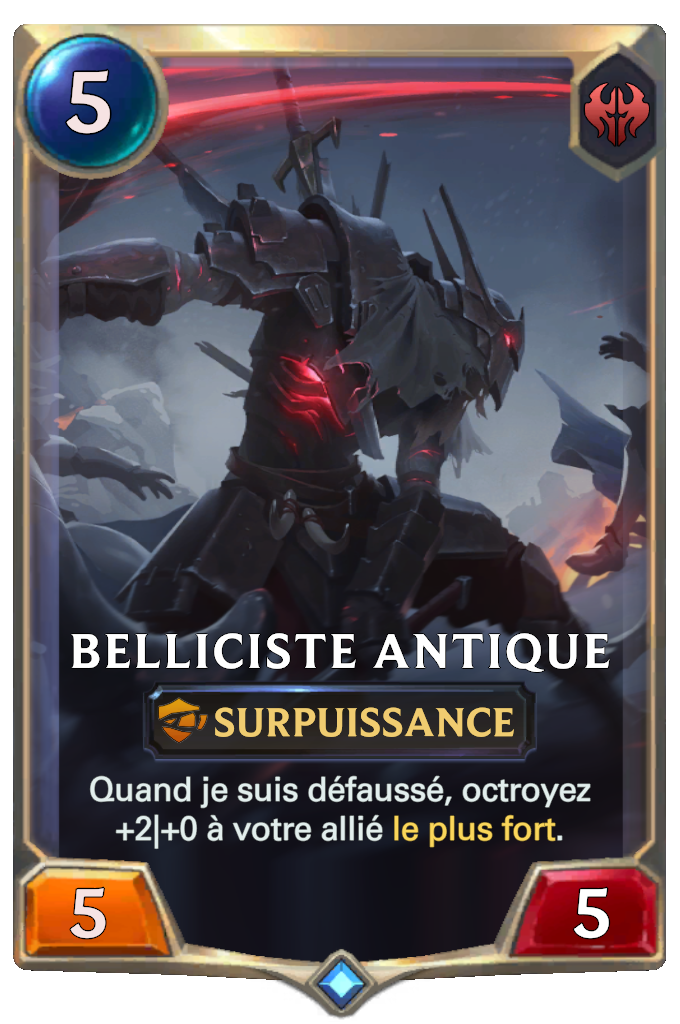 5
BELLICISTE ANTIQUE
SURPUISSANCE
Quand je suis défaussé, octroyez
+2|+0 à votre allié le plus fort.
5
5